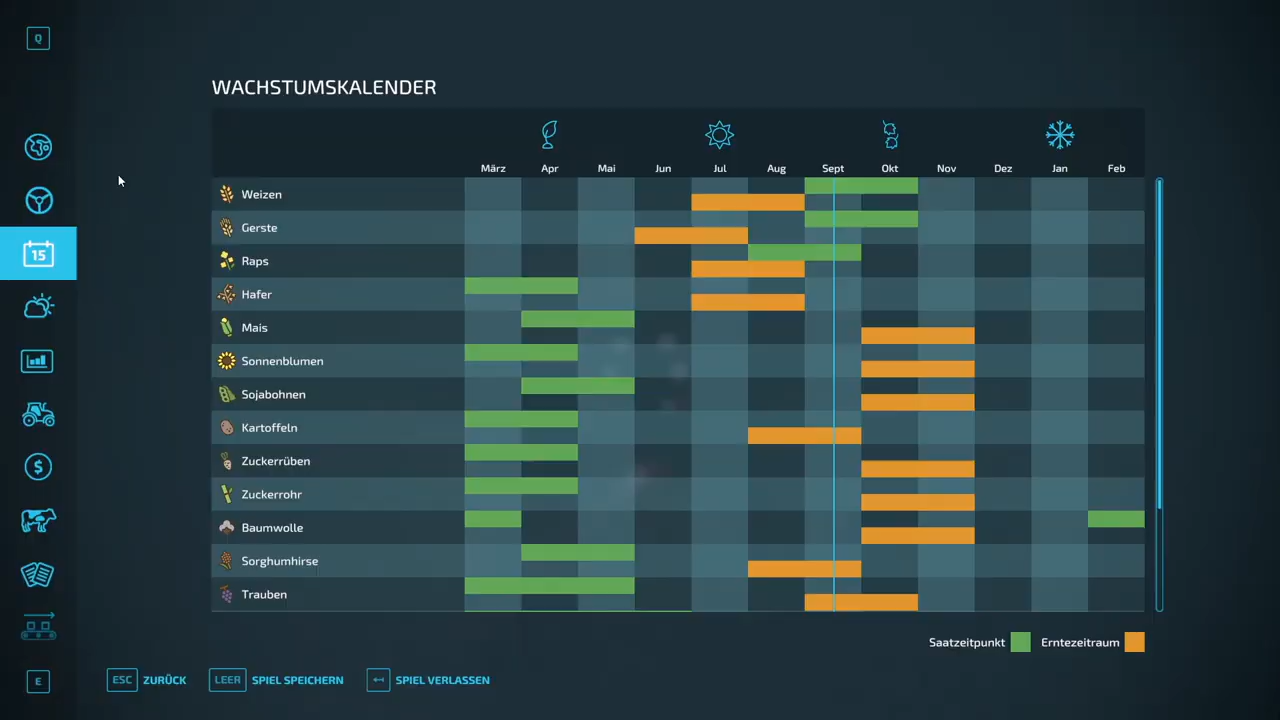 Q
WACHSTUMSKALENDER
März Apr Mai Jun Jul Aug Sept Okt Nov Dez Jan Feb
Weizen
Gerste
Raps
15
Hafer
Mais
Sonnenblumen
Sojabohnen
Kartoffeln
Zuckerrüben
$
Zuckerrohr
Baumwolle
Sorghumhirse
Trauben
Saatzeitpunkt Erntezeitraum
E
ESC ZURÜCK LEER SPIEL SPEICHERN SPIEL VERLASSEN